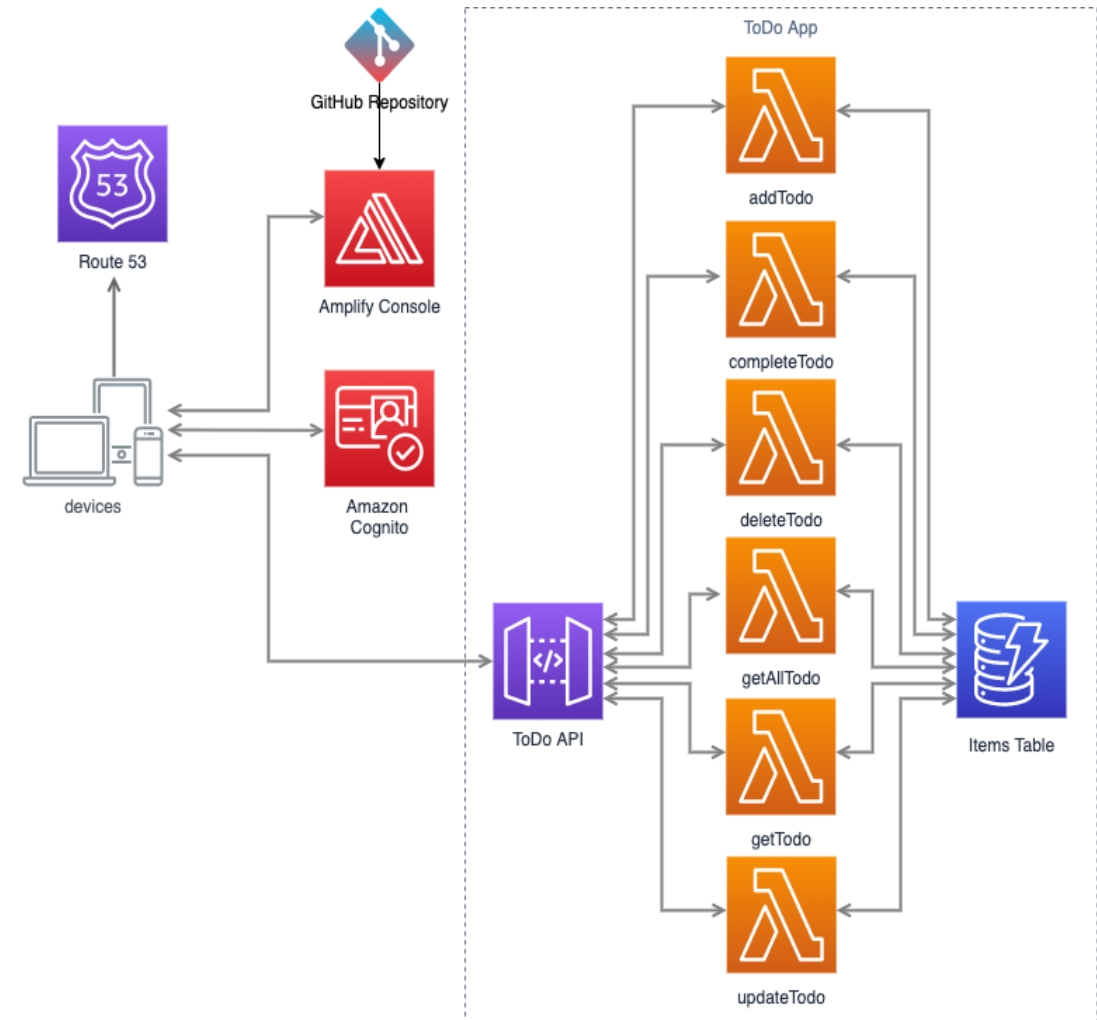 ToDo App
GitHub Repository
53
Route 53
Amplify Console
devices
Amazon
Cognito
</>
ToDo API
addTodo
completeTodo
deleteTodo
getAllTodo
getTodo
updateTodo
Items Table